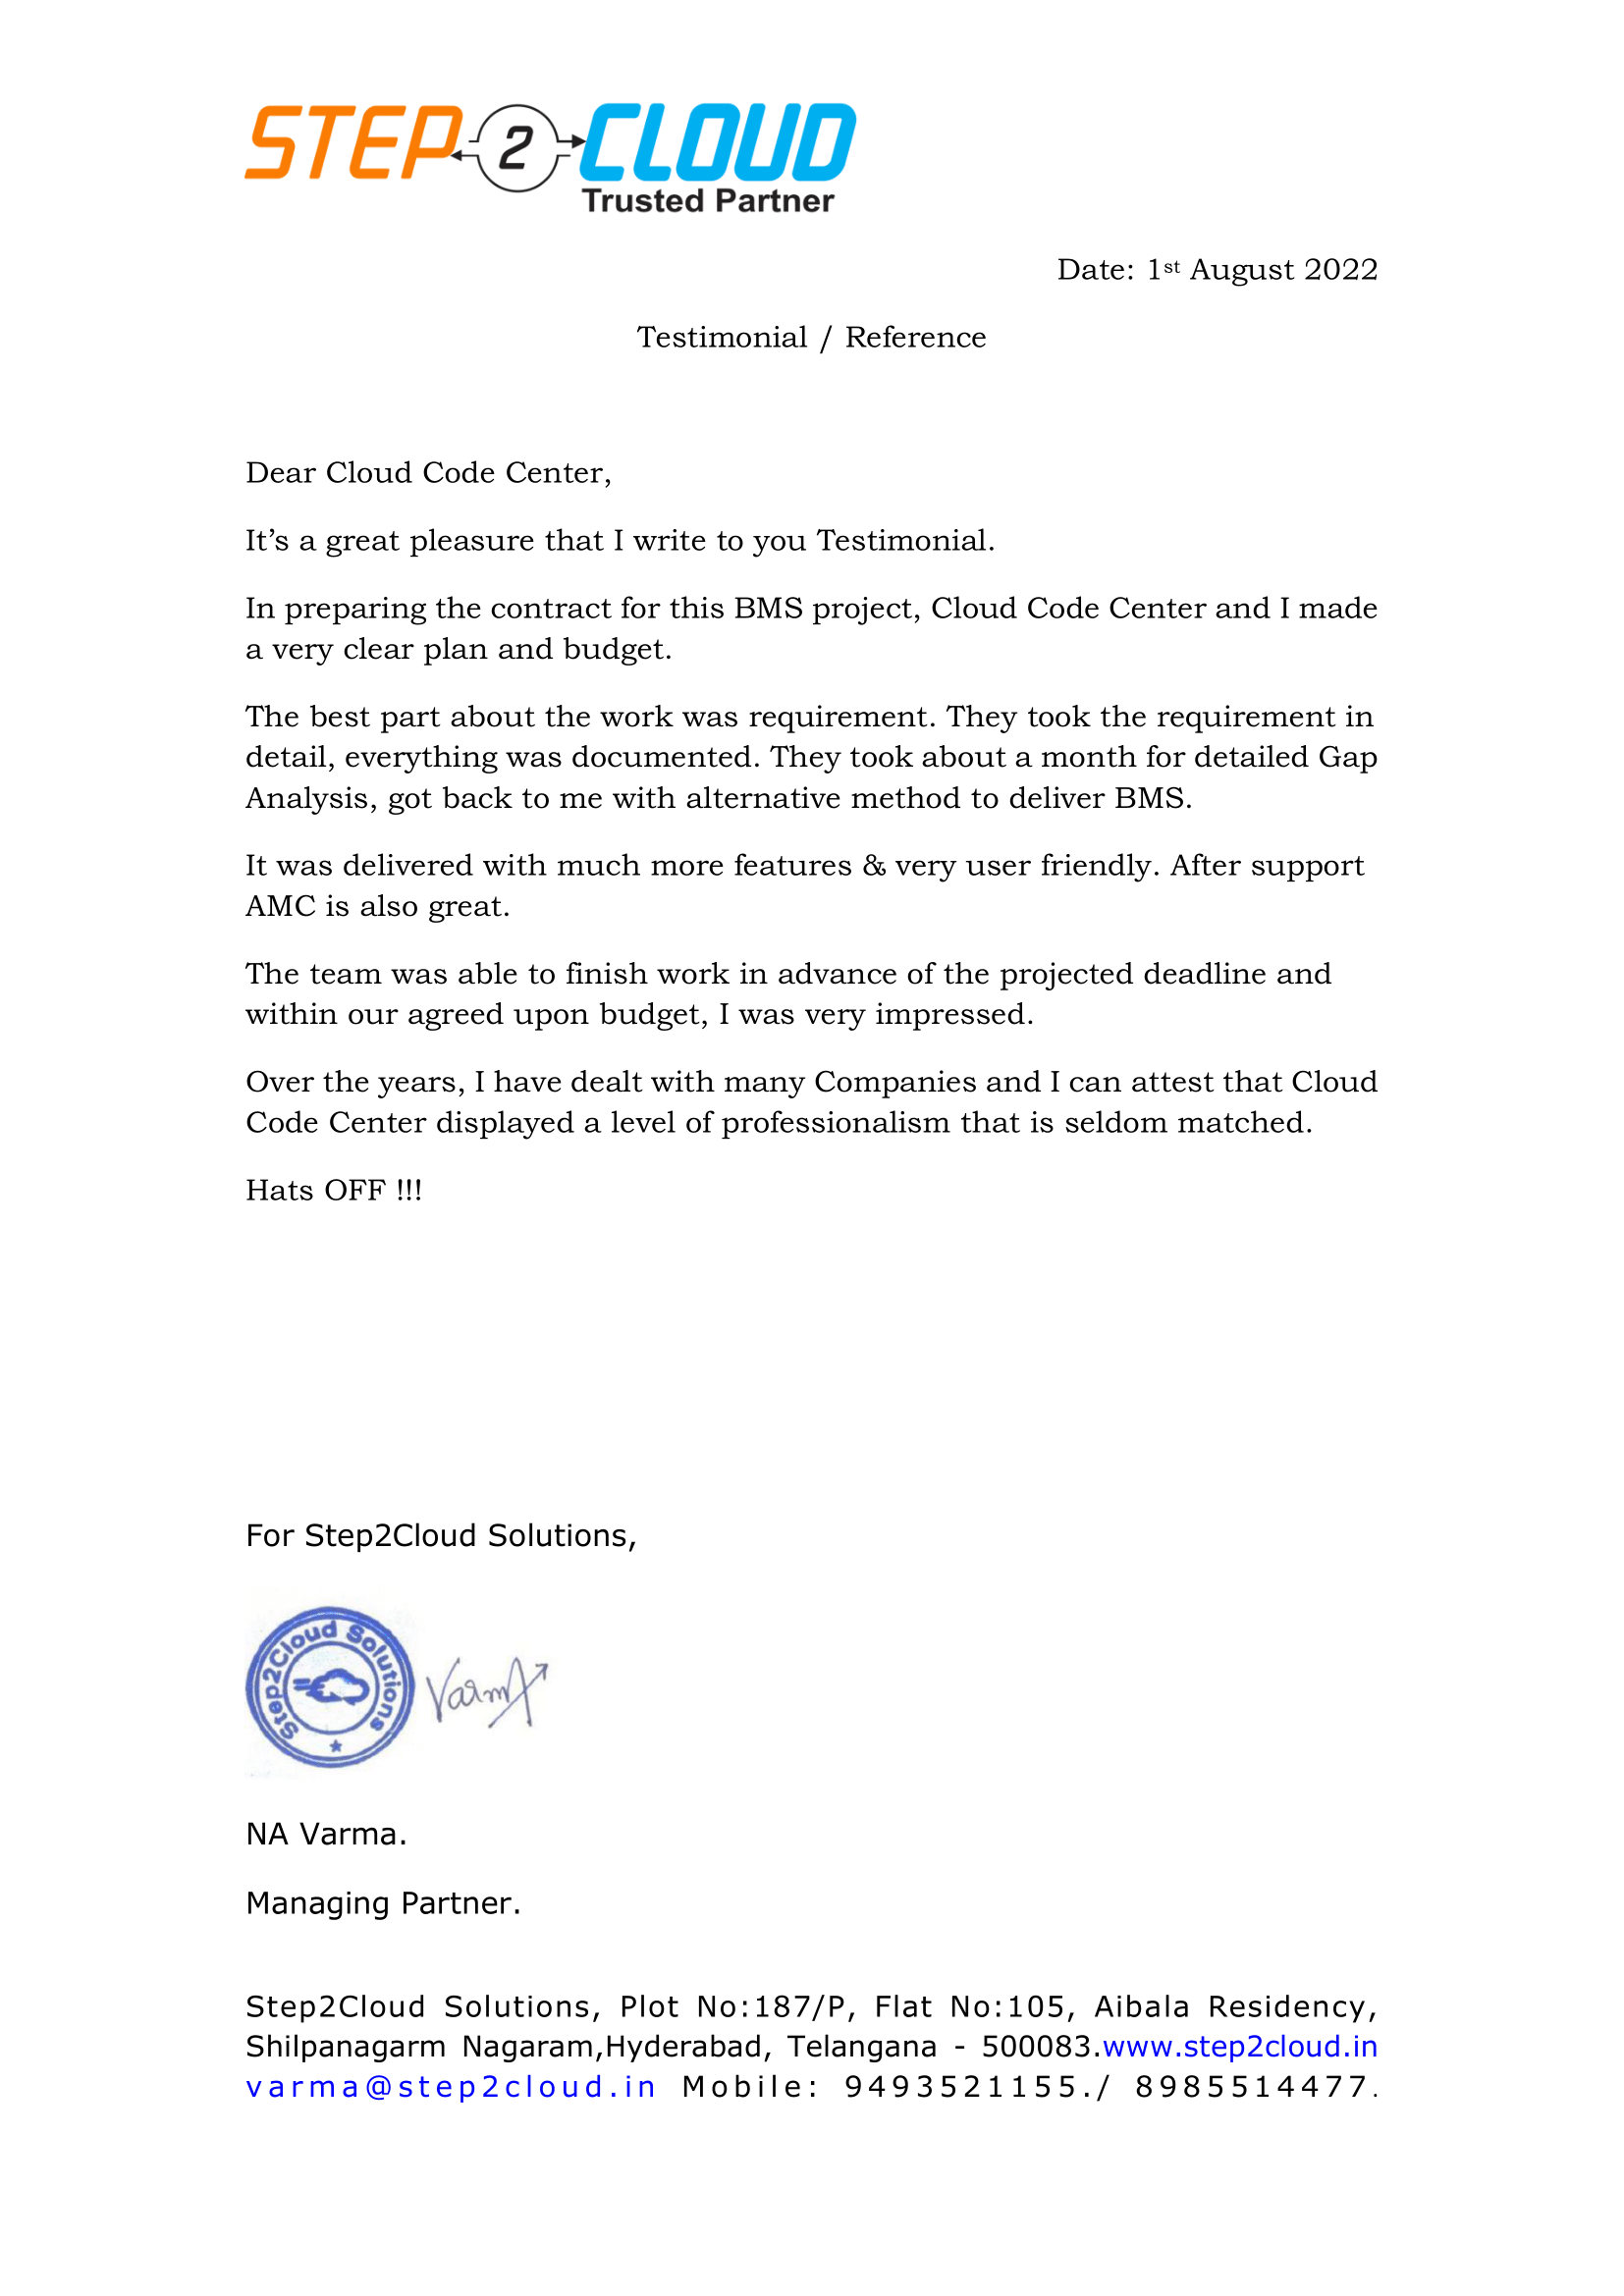 STEP 2 CLOUD
Trusted Partner
Date: 1st August 2022
Testimonial / Reference
Dear Cloud Code Center,
It’s a great pleasure that I write to you Testimonial.
In preparing the contract for this BMS project, Cloud Code Center and I made
a very clear plan and budget.
The best part about the work was requirement. They took the requirement in
detail, everything was documented. They took about a month for detailed Gap
Analysis, got back to me with alternative method to deliver BMS.
It was delivered with much more features & very user friendly. After support
AMC is also great.
The team was able to finish work in advance of the projected deadline and
within our agreed upon budget, I was very impressed.
Over the years, I have dealt with many Companies and I can attest that Cloud
Code Center displayed a level of professionalism that is seldom matched.
Hats OFF !!!
For Step2Cloud Solutions,
Step2Cloud Solutions
Varma
NA Varma.
Managing Partner.
Step2Cloud Solutions, Plot No:187/P, Flat No:105, Aibala Residency,
Shilpanagarm Nagaram,Hyderabad, Telangana - 500083.www.step2cloud.in
varma@step2cloud.in Mobile: 9493521155./ 8985514477.